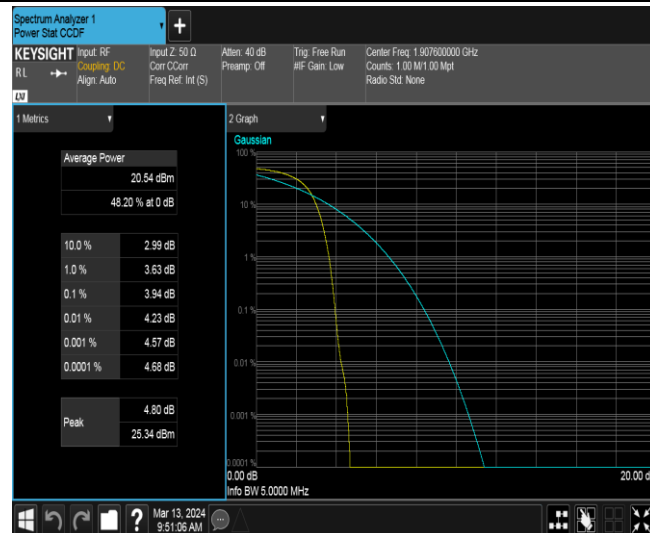 Spectrum Analyzer 1
Power Stat CCDF
+
KEYSIGHT
R L
LXI
Input: RF
Coupling: DC
Align: Auto
Input Z: 50 Ω
Corr CCorr
Freq Ref: Int (S)
Atten: 40 dB
Preamp: Off
Trig: Free Run
#IF Gain: Low
Center Freq: 1.907600000 GHz
Counts: 1.00 M/1.00 Mpt
Radio Std: None
1 Metrics
Average Power
20.54 dBm
48.20 % at 0 dB
10.0 % 2.99 dB
1.0 % 3.63 dB
0.1 % 3.94 dB
0.01 % 4.23 dB
0.001 % 4.57 dB
0.0001 % 4.68 dB
Peak
4.80 dB
25.34 dBm
2 Graph
Gaussian
100 %
10 %
1 %
0.1 %
0.01 %
0.001 %
0.0001 %
0.00 dB
20.00 d
Info BW 5.0000 MHz
?
Mar 13, 2024
9:51:06 AM